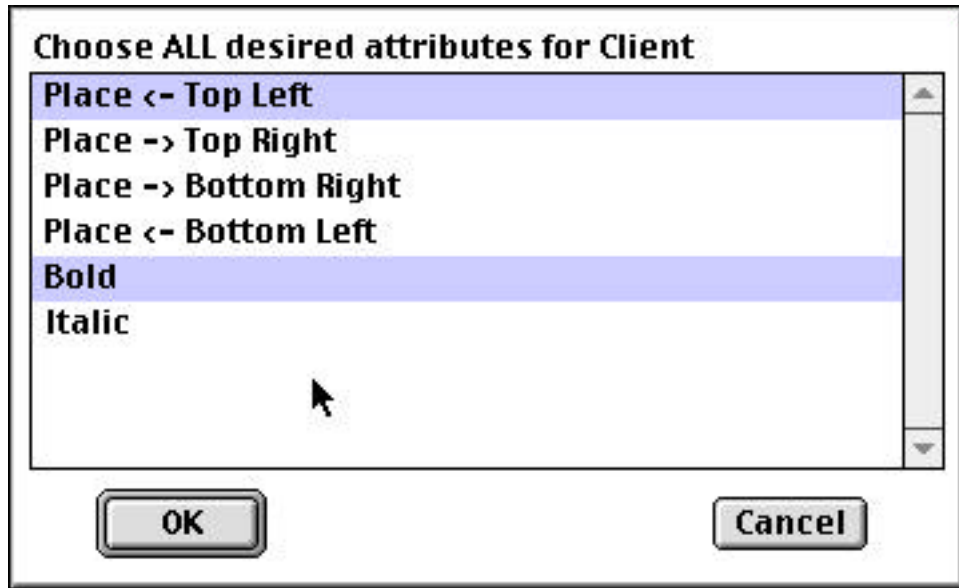 Choose ALL desired attributes for Client
Place <- Top Left
Place -> Top Right
Place -> Bottom Right
Place <- Bottom Left
Bold
Italic
OK Cancel